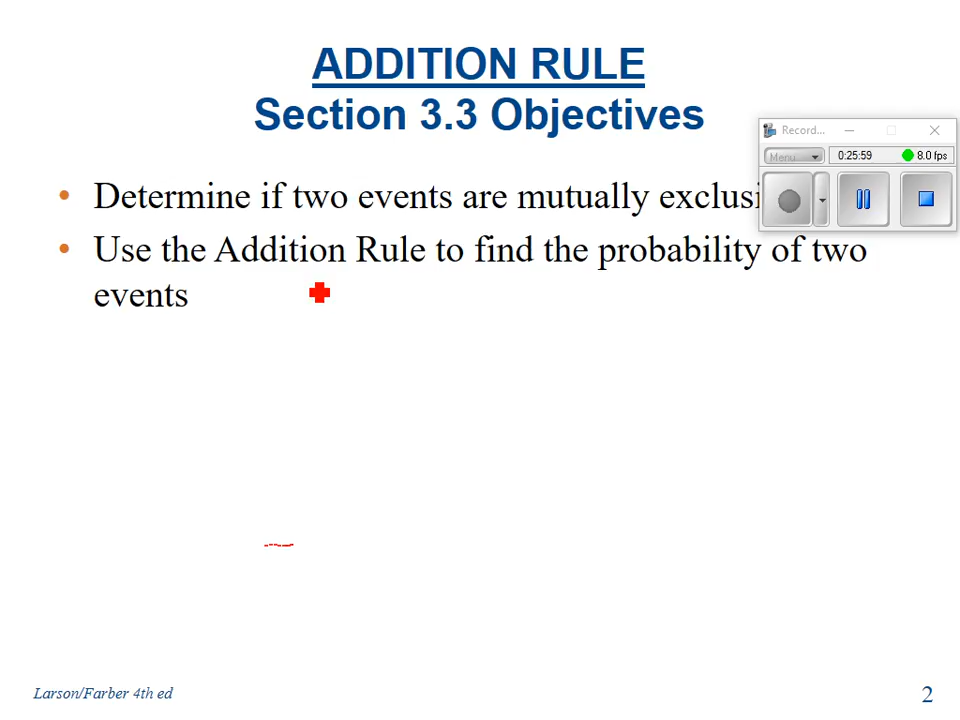 ADDITION RULE
Section 3.3 Objectives
Record...
Menu
0:25:59
8.0 fps
• Determine if two events are mutually exclusi
• Use the Addition Rule to find the probability of two
events
Larson/Farber 4th ed
2